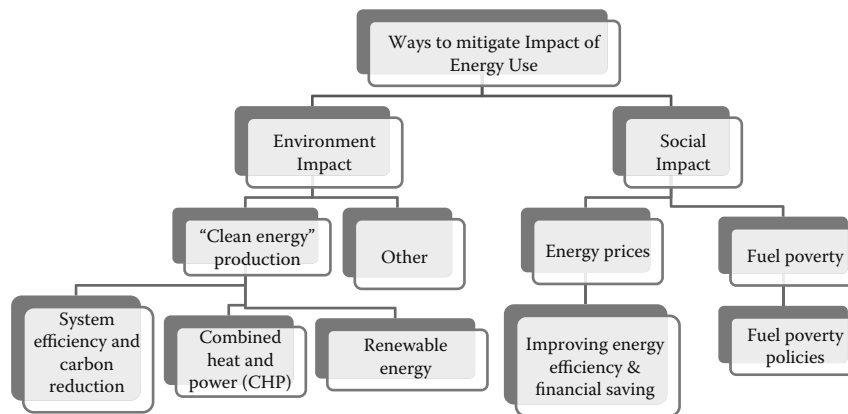 Ways to mitigate Impact of
Energy Use
Environment
Impact
Social
Impact
“Clean energy”
production
Other
Energy prices
Fuel poverty
System
efficiency and
carbon
reduction
Combined
heat and
power (CHP)
Renewable
energy
Improving energy
efficiency &
financial saving
Fuel poverty
policies